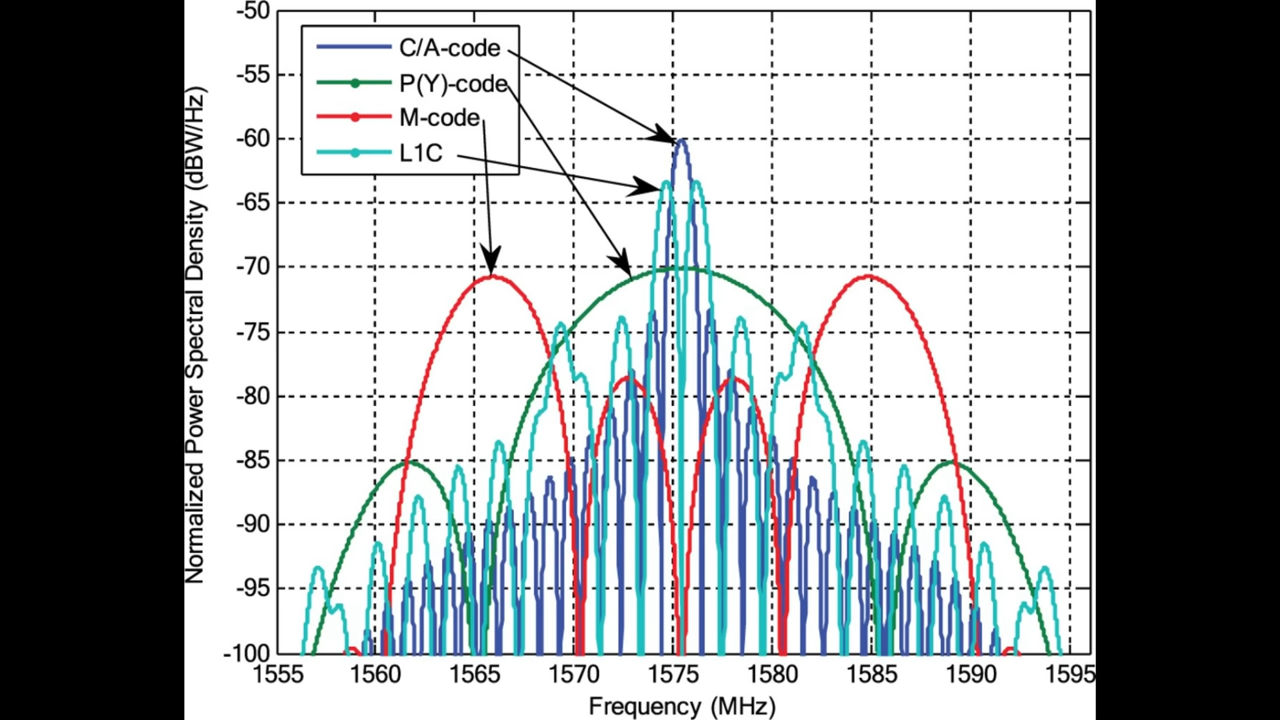 -50
-55
-60
-65
-70
-75
-80
-85
-90
-95
-100
Normalized Power Spectral Density (dBW/Hz)
C/A-code
P(Y)-code
M-code
L1C
1555 1560 1565 1570 1575 1580 1585 1590 1595
Frequency (MHz)